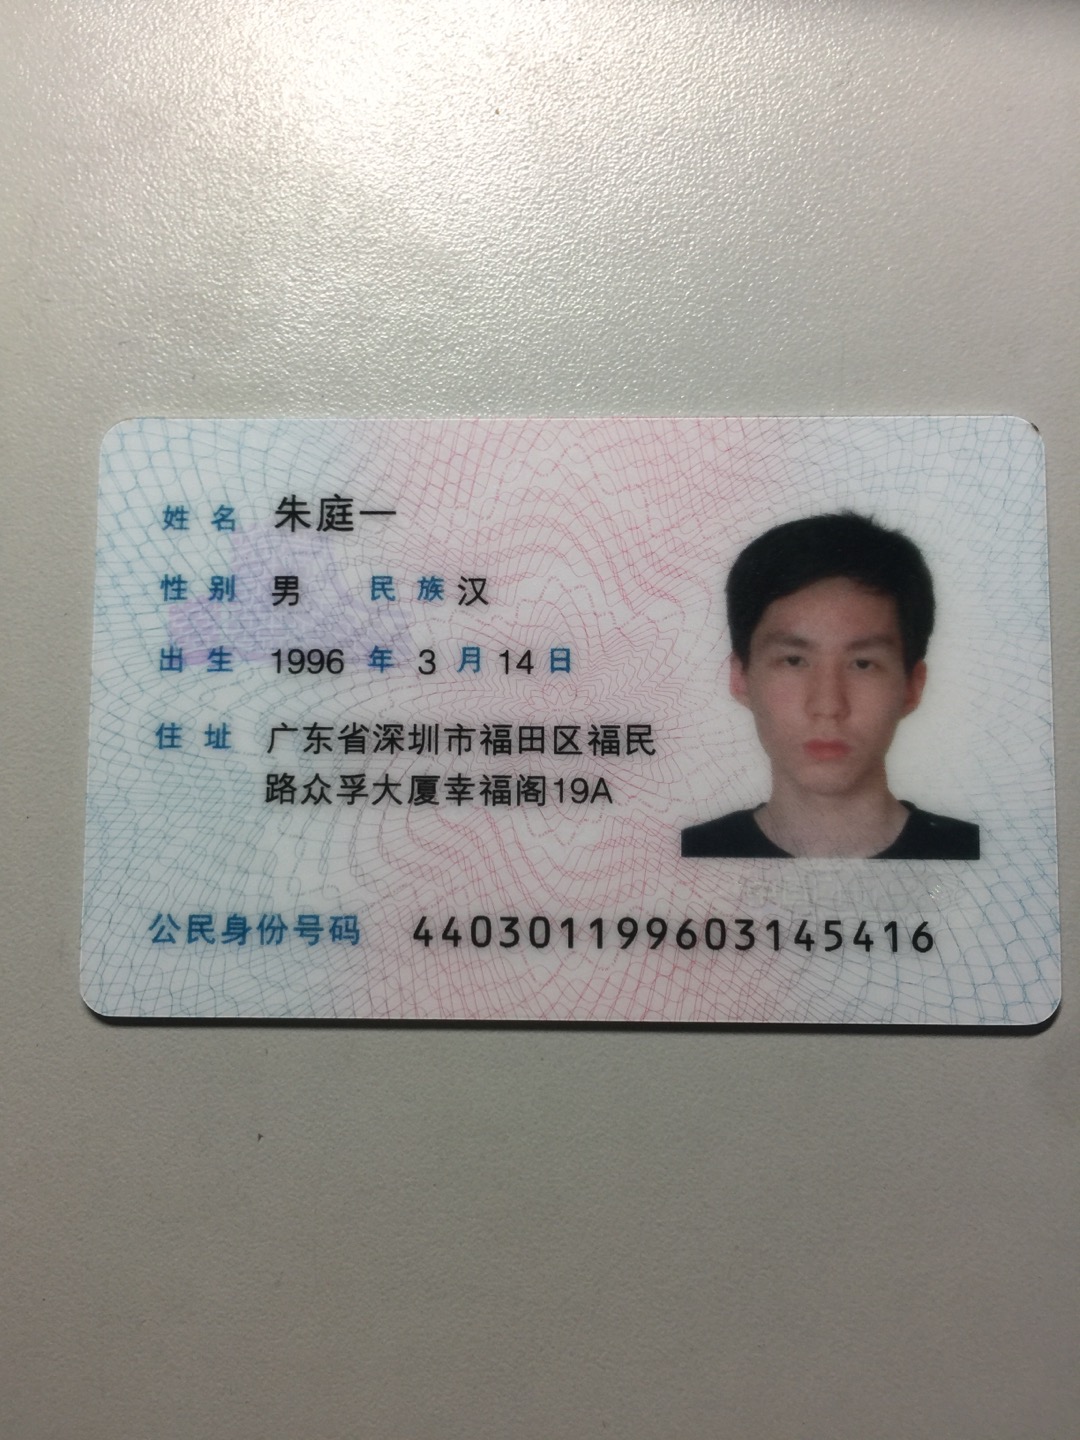 姓名 朱庭一
性别 男 民族 汉
出生 1996 年 3 月 14 日
住址 广东省深圳市福田区福民
路众孚大厦幸福阁19A
公民身份号码 440301199603145416